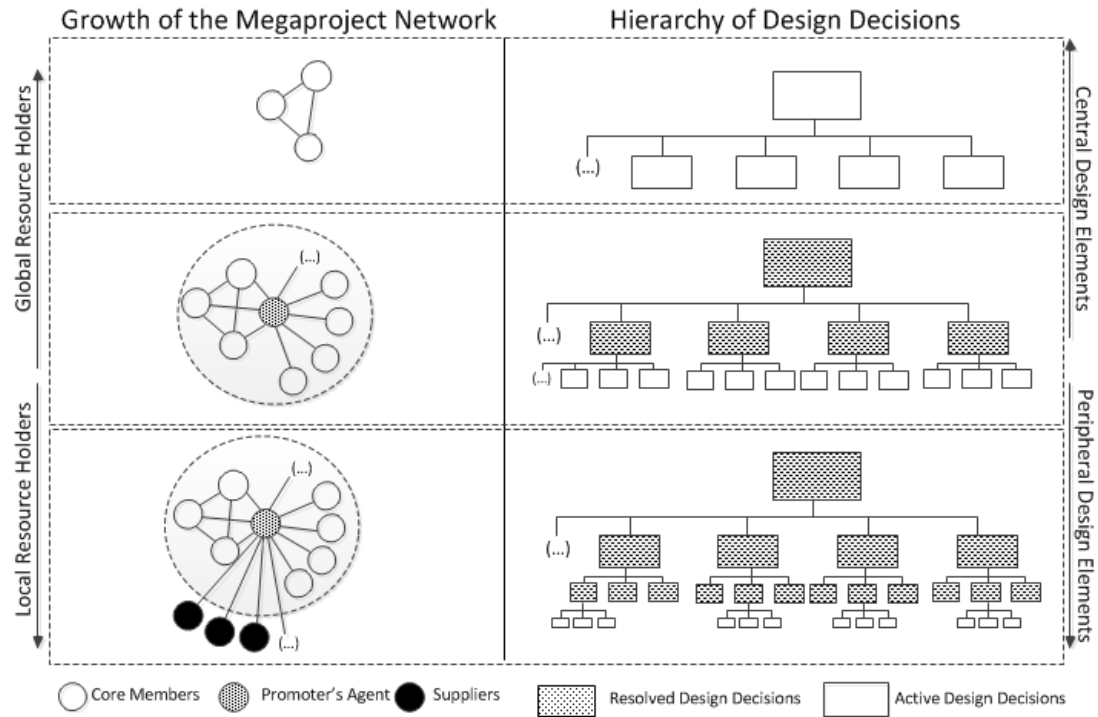 Growth of the Megaproject Network
Hierarchy of Design Decisions
Global Resource Holders
Central Design Elements
(...)
(...)
(...)
(...)
Local Resource Holders
Peripheral Design Elements
(...)
(...)
(...)
Core Members
Promoter's Agent
Suppliers
Resolved Design Decisions
Active Design Decisions